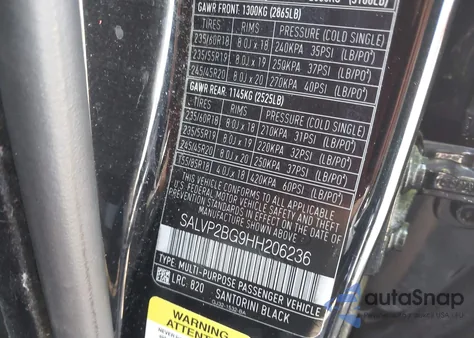 GAWR FRONT 1300KG (2865LB)
TIRES RIMS PRESSURE (COLD SINGLE)
235/60R18 8.0J x 18 240KPA 35PSI (LB/PO²)
235/55R19 8.0J x 19 250KPA 37PSI (LB/PO²)
245/45R20 8.0J x 20 270KPA 40PSI (LB/PO²)
GAWR REAR 1145KG (2525LB)
TIRES RIMS PRESSURE (COLD SINGLE)
235/60R18 8.0J x 18 210KPA 31PSI (LB/PO²)
235/55R19 8.0J x 19 220KPA 32PSI (LB/PO²)
245/45R20 8.0J x 20 250KPA 37PSI (LB/PO²)
155/85R18 4.0J x 18 420KPA 60PSI (LB/PO²)
THIS VEHICLE CONFORMS TO ALL APPLICABLE
FEDERAL MOTOR VEHICLE SAFETY, BUMPER AND THEFT
PREVENTION STANDARDS IN EFFECT ON THE DATE
OF MANUFACTURE SHOWN ABOVE
SALVP2BG9HH206236
TYPE: MULTI-PURPOSE PASSENGER VEHICLE
LRC. 820 SANTORINI BLACK
WARNING
autoSnap